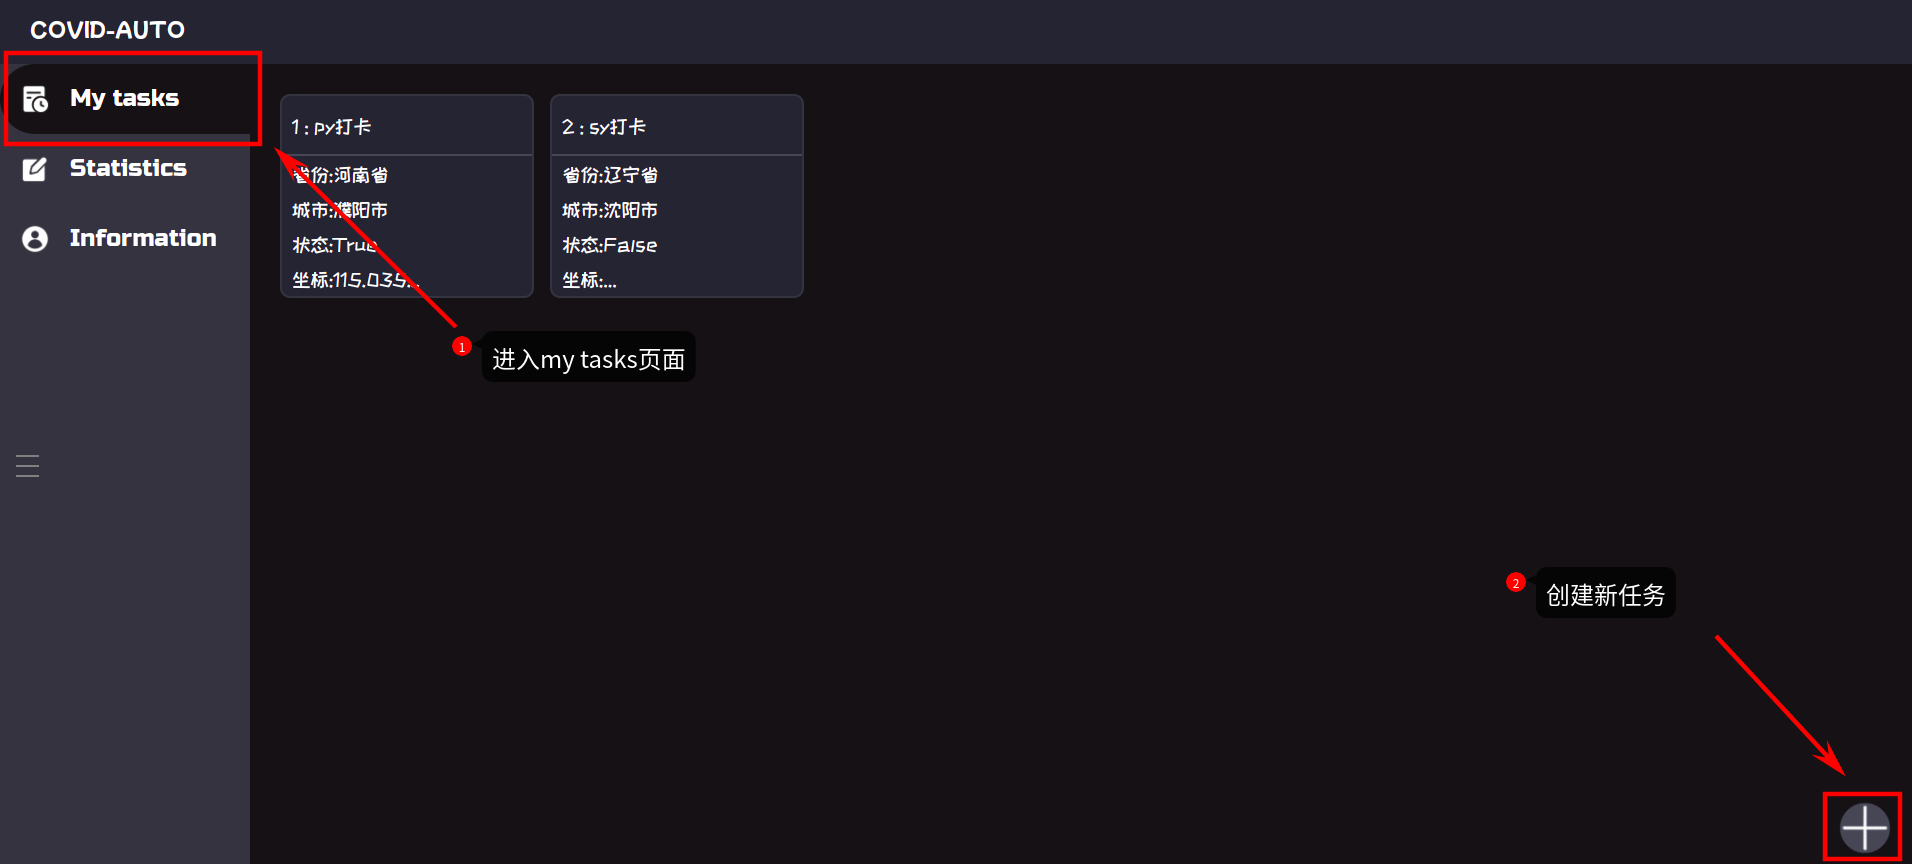 COVID-AUTO
My tasks
Statistics
Information
1 : py打卡
省份:河南省
城市:濮阳市
状态:True
坐标:115.035...
2 : sy打卡
省份:辽宁省
城市:沈阳市
状态:False
坐标:...
1 进入my tasks页面
2 创建新任务